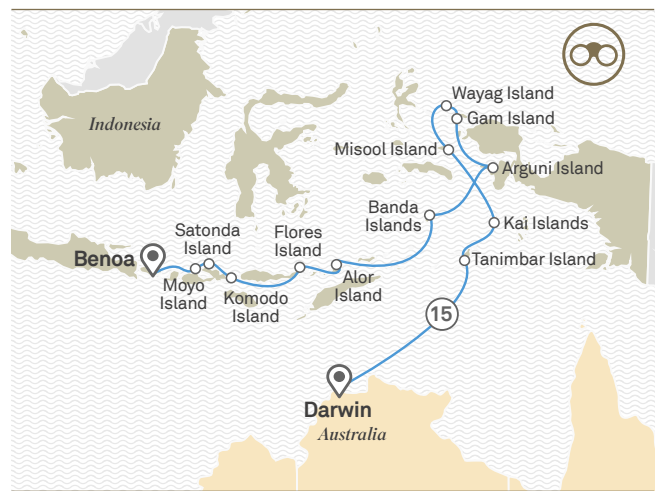 Wayag Island
Gam Island
Indonesia
Misool Island
Arguni Island
Banda
Islands
Kai Islands
Satonda
Island
Flores
Island
Benoa
Tanimbar Island
Moyo
Island
Komodo
Island
Alor
Island
15
Darwin
Australia